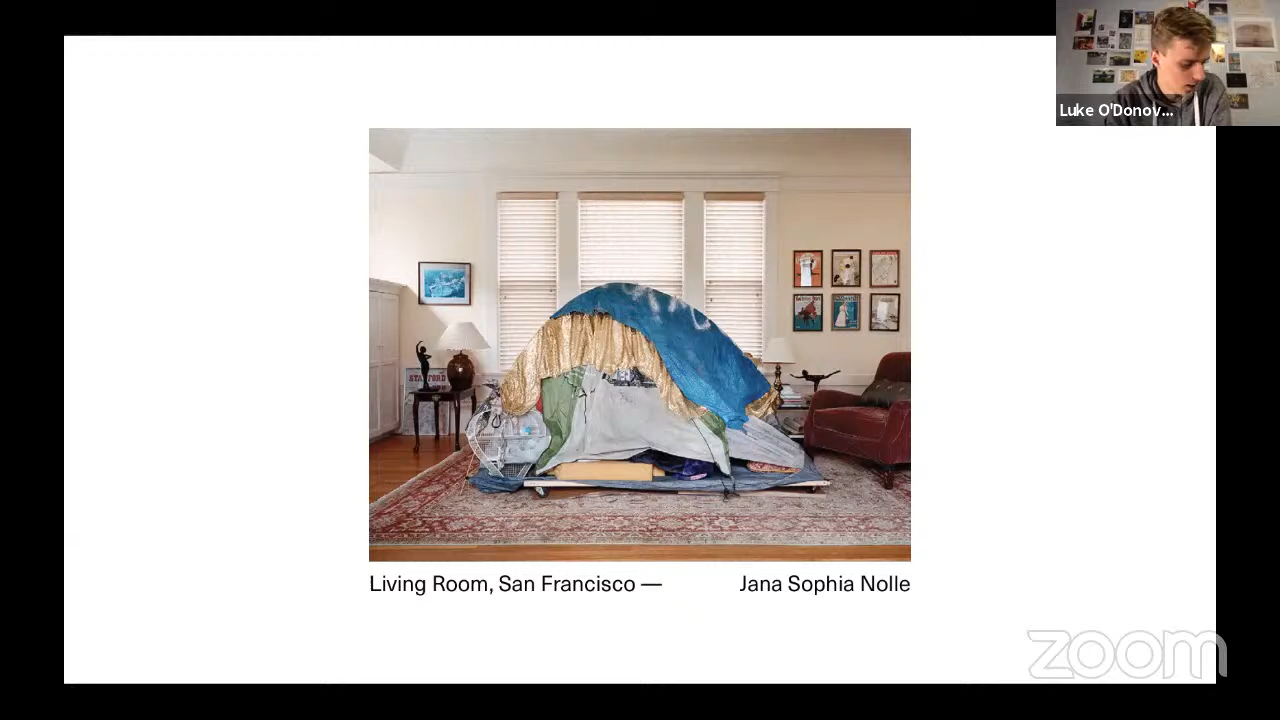 Luke O'Donov...
Living Room, San Francisco — Jana Sophia Nolle
zoom